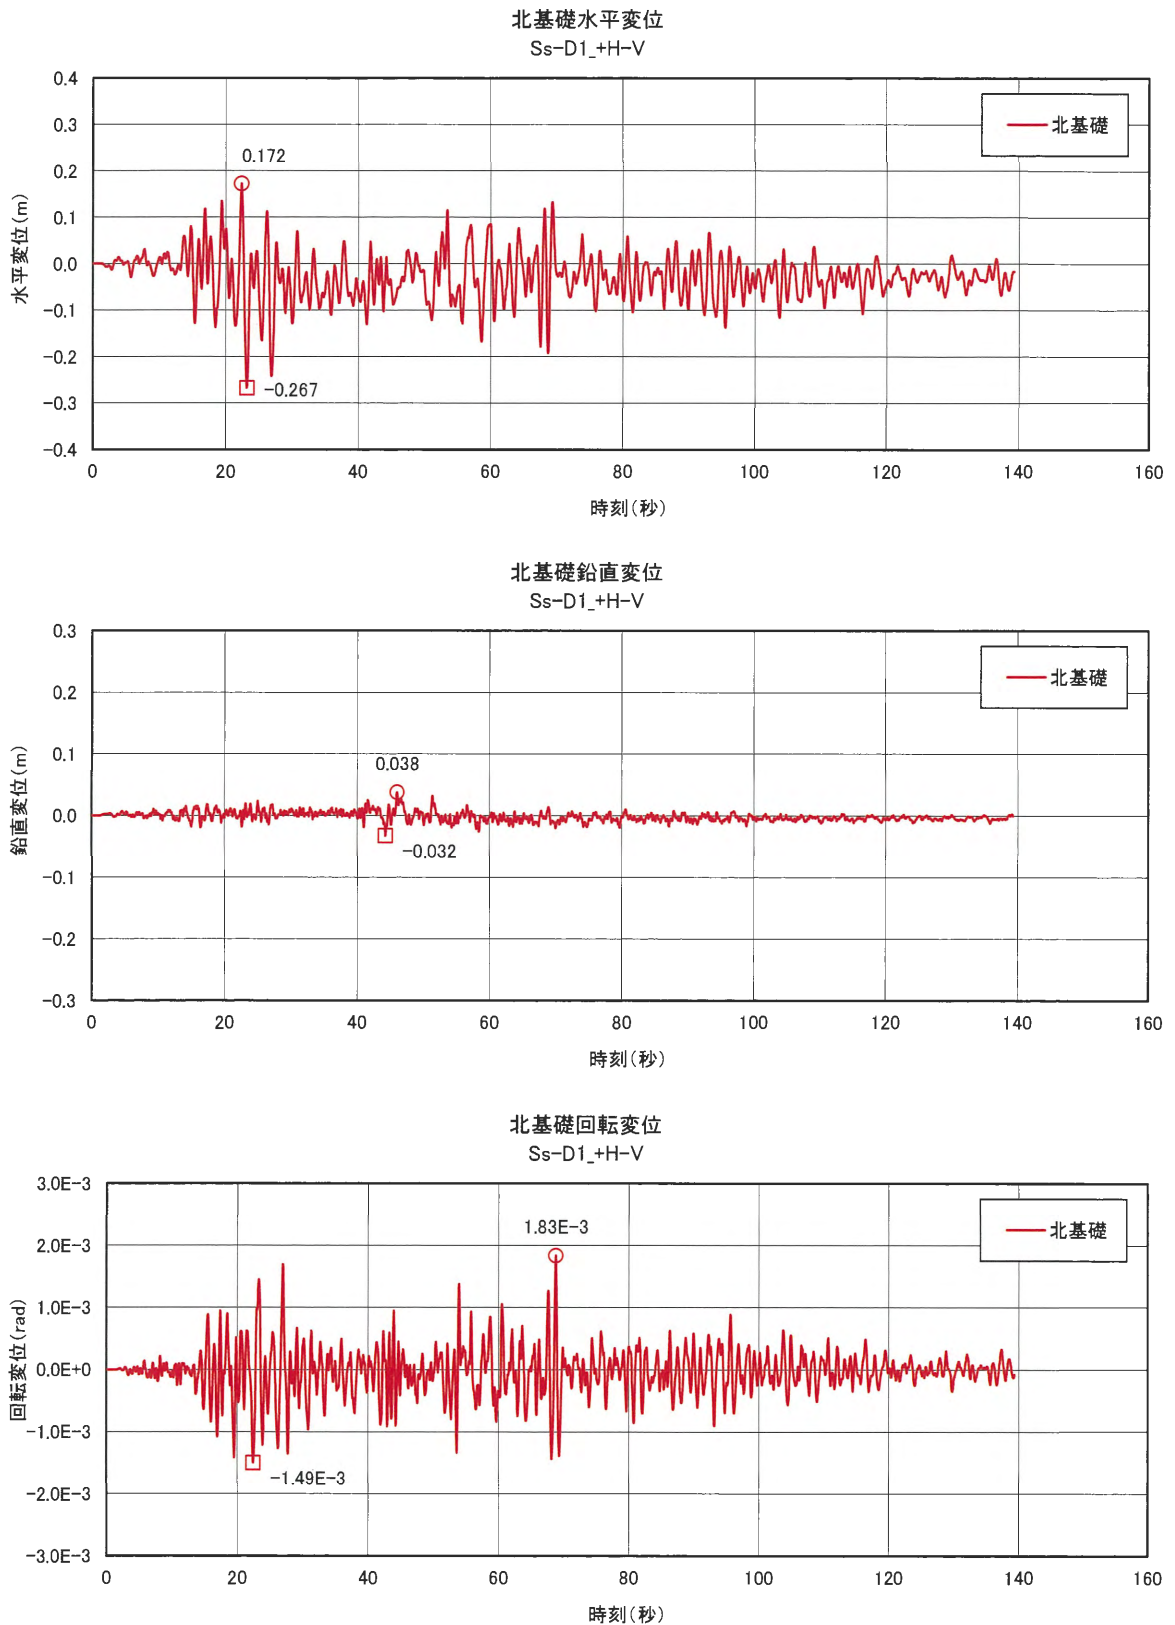 北基礎水平変位
Ss-D1_+H-V
0.4
0.3
0.2
0.1
0.0
-0.1
-0.2
-0.3
-0.4
水平変位(m)
北基礎
0.172
-0.267
0 20 40 60 80 100 120 140 160
時刻(秒)
北基礎鉛直変位
Ss-D1_+H-V
0.3
0.2
0.1
0.0
-0.1
-0.2
-0.3
鉛直変位(m)
北基礎
0.038
-0.032
0 20 40 60 80 100 120 140 160
時刻(秒)
北基礎回転変位
Ss-D1_+H-V
3.0E-3
2.0E-3
1.0E-3
0.0E+0
-1.0E-3
-2.0E-3
-3.0E-3
回転変位(rad)
北基礎
1.83E-3
-1.49E-3
0 20 40 60 80 100 120 140 160
時刻(秒)